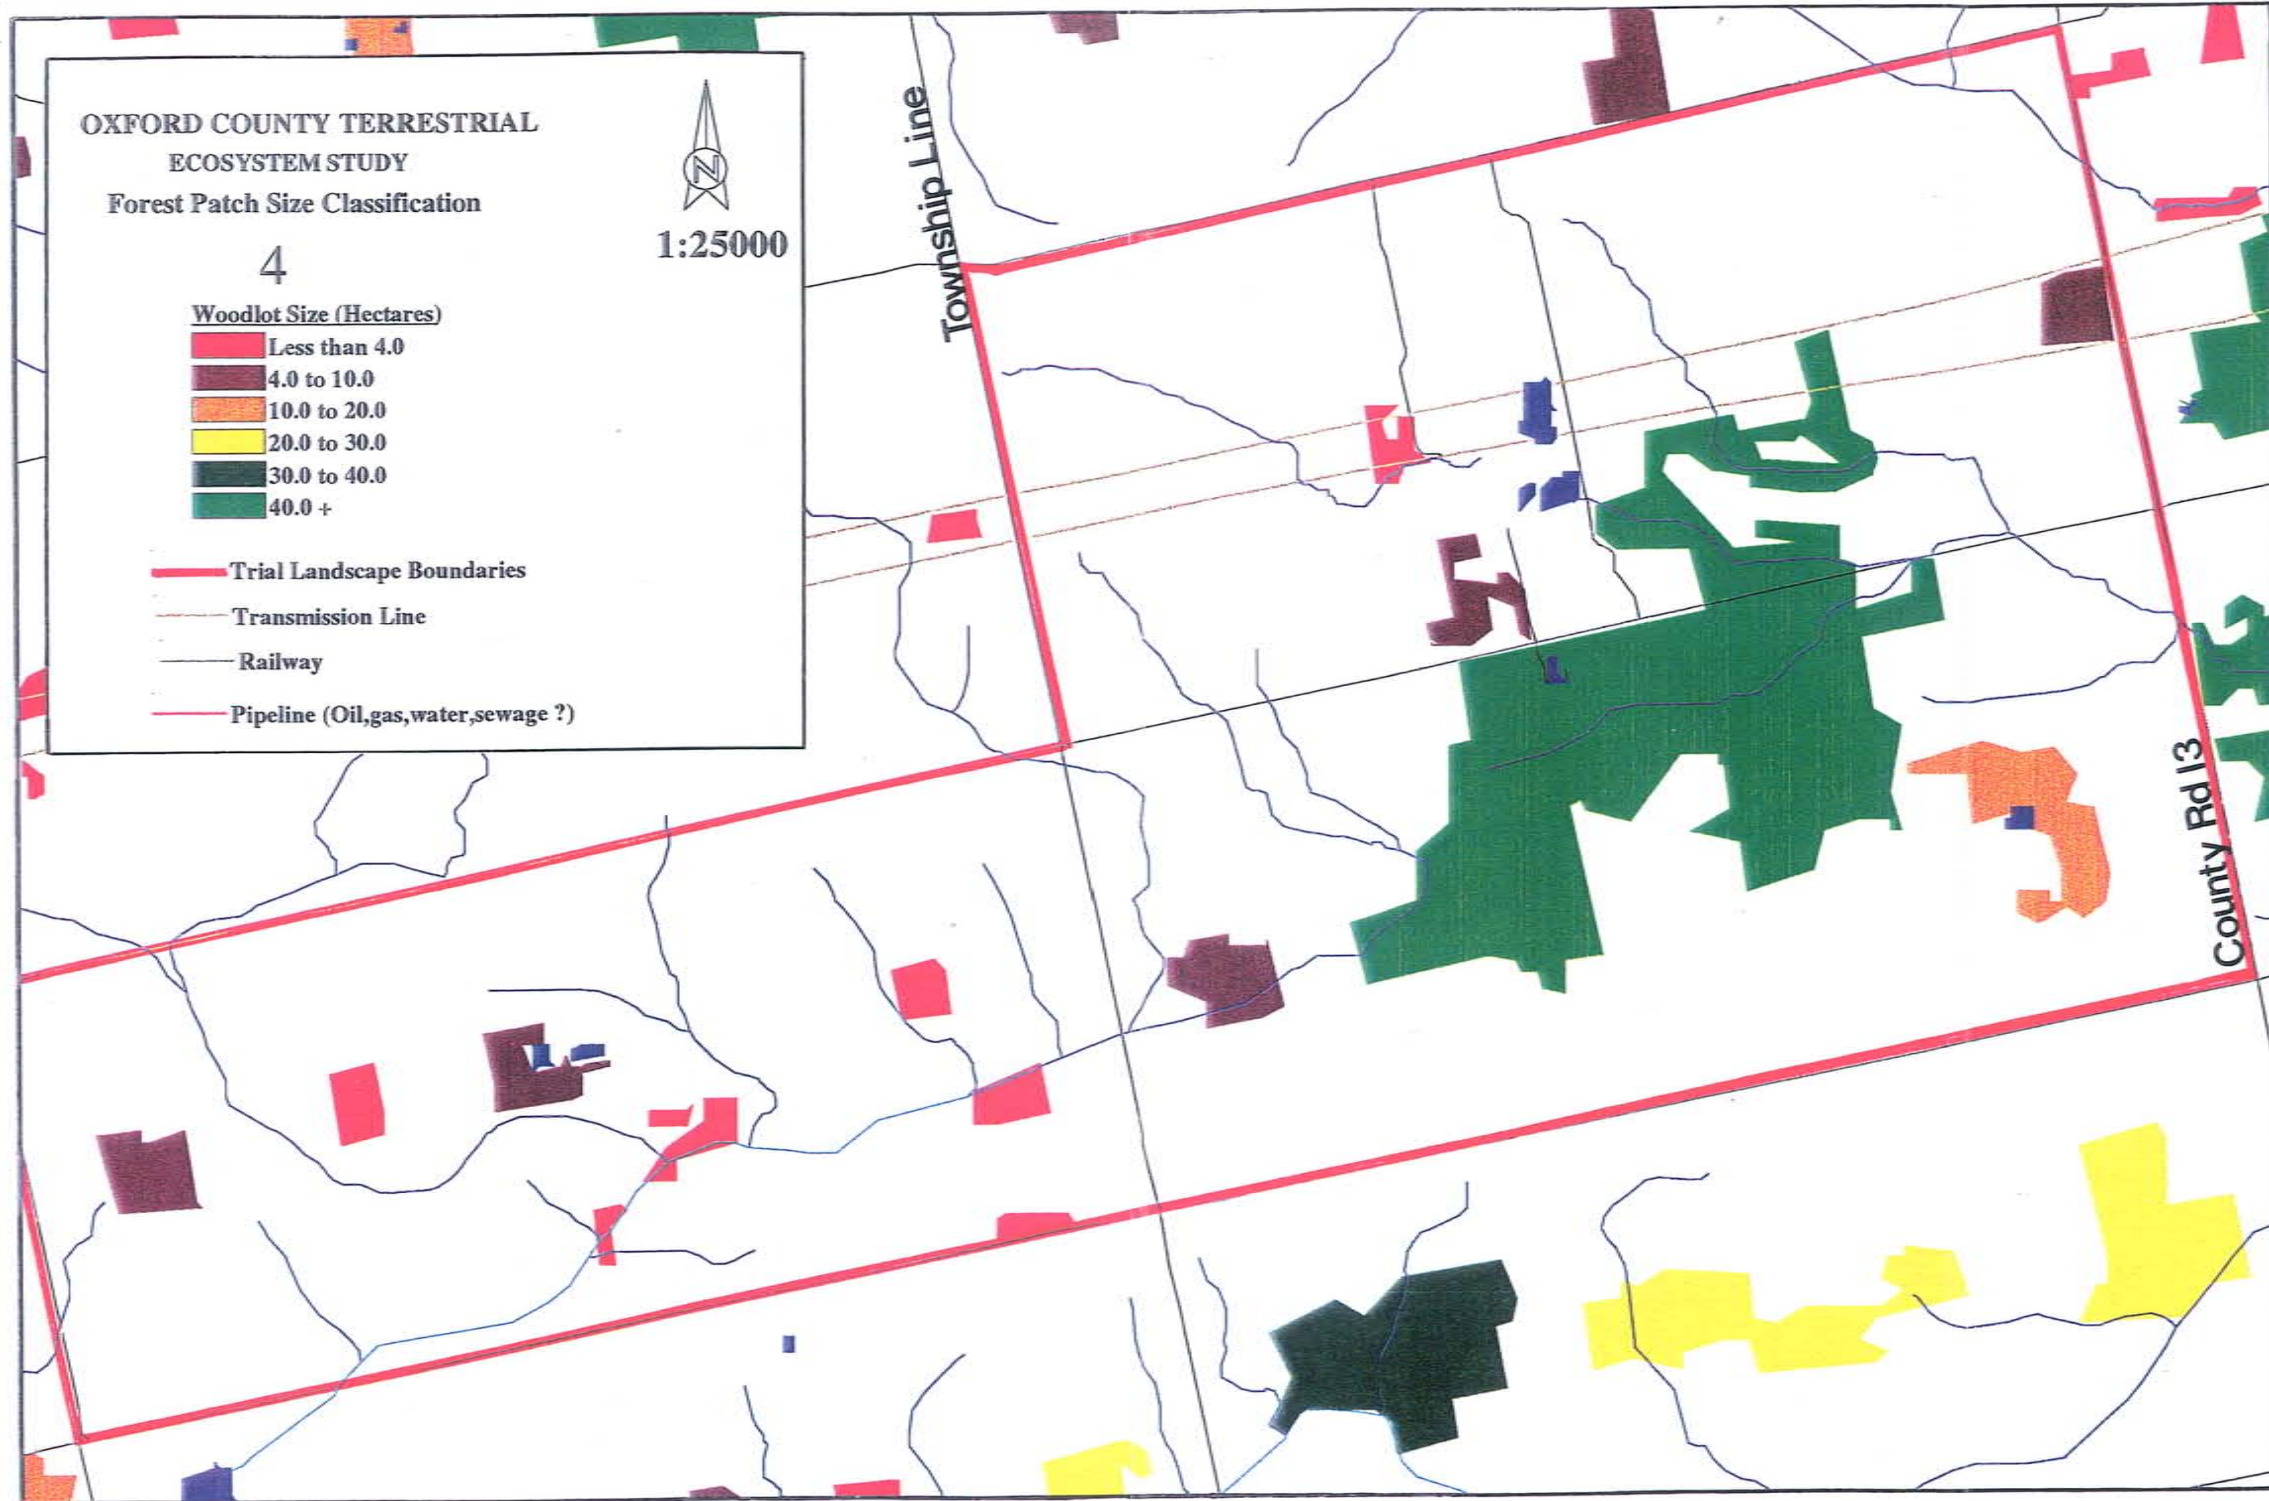 OXFORD COUNTY TERRESTRIAL
ECOSYSTEM STUDY
Forest Patch Size Classification
4
N
1:25000
Woodlot Size (Hectares)
Less than 4.0
4.0 to 10.0
10.0 to 20.0
20.0 to 30.0
30.0 to 40.0
40.0 +
Trial Landscape Boundaries
Transmission Line
Railway
Pipeline (Oil,gas,water,sewage ?)
Township Line
County Rd 13